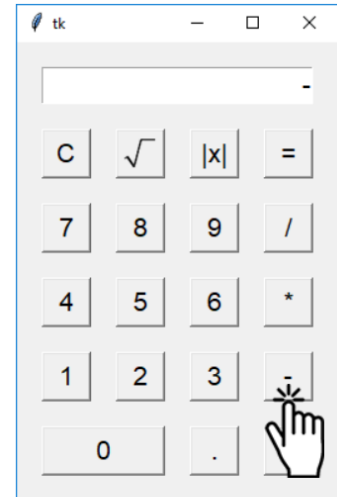 tk
-
C √ |x| =
7 8 9 /
4 5 6 *
1 2 3 -
0 .